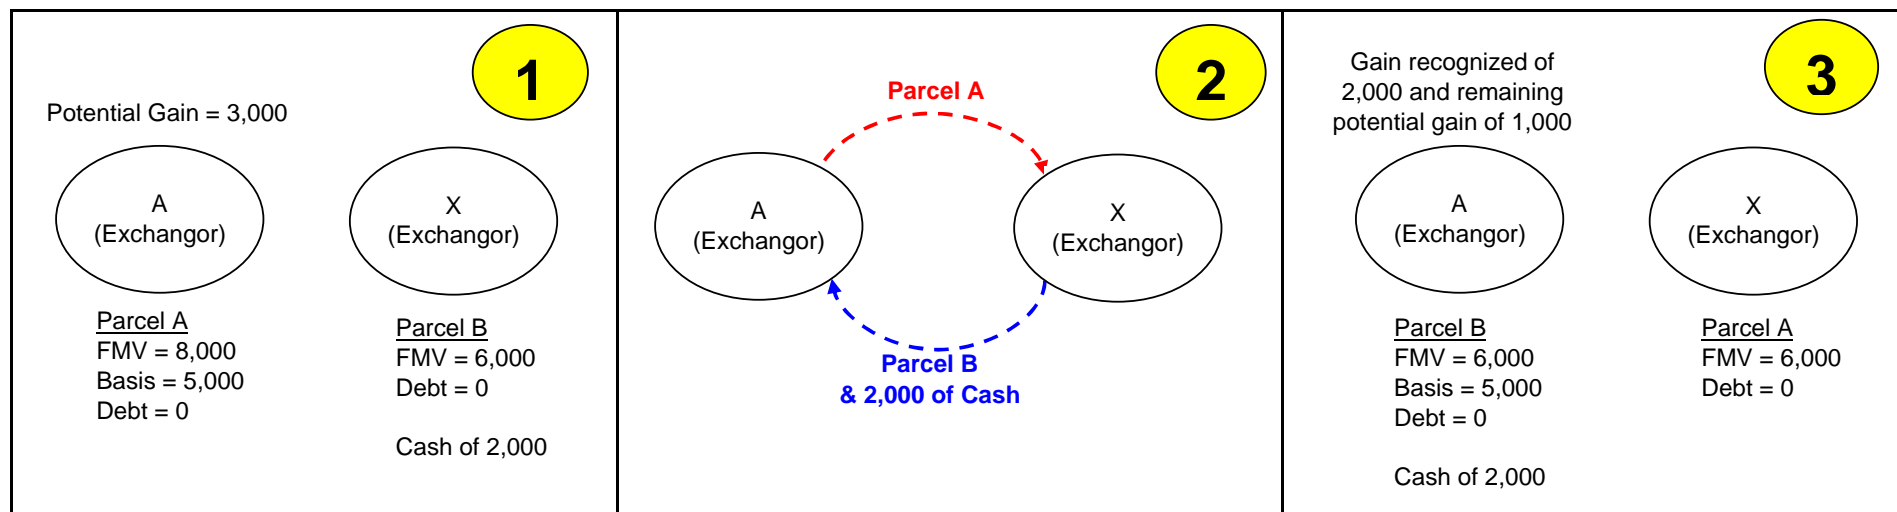 1
Potential Gain = 3,000
A
(Exchangor)
X
(Exchangor)
Parcel A
FMV = 8,000
Basis = 5,000
Debt = 0
Parcel B
FMV = 6,000
Debt = 0
Cash of 2,000
2
Parcel A
A
(Exchangor)
X
(Exchangor)
Parcel B
& 2,000 of Cash
3
Gain recognized of
2,000 and remaining
potential gain of 1,000
A
(Exchangor)
X
(Exchangor)
Parcel B
FMV = 6,000
Basis = 5,000
Debt = 0
Cash of 2,000
Parcel A
FMV = 6,000
Debt = 0